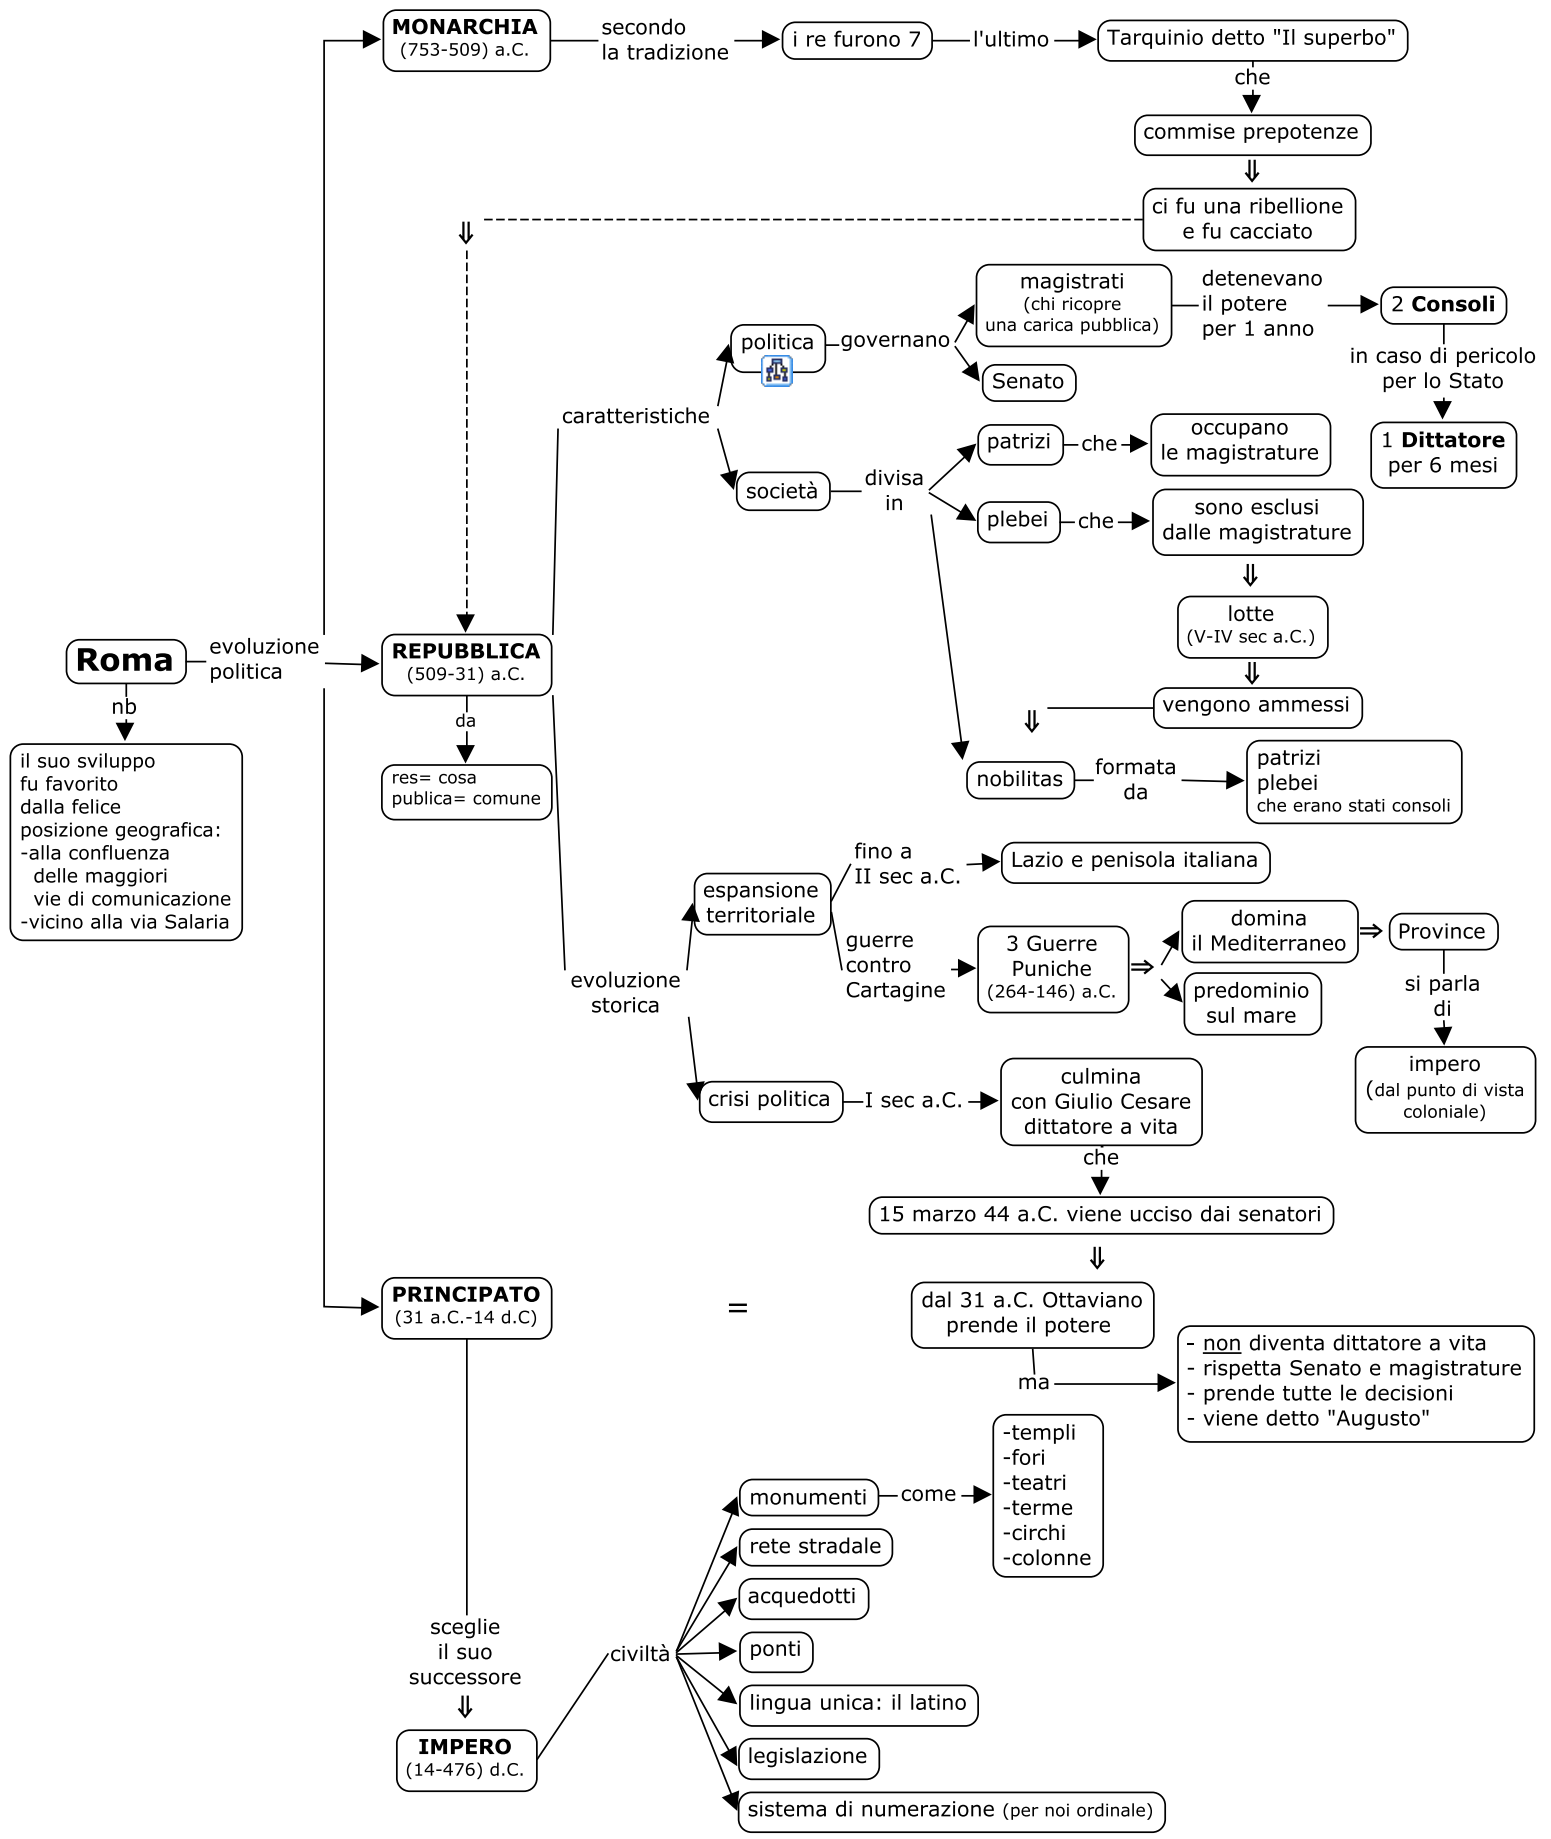 MONARCHIA
(753-509) a.C.
secondo
la tradizione
i re furono 7
l'ultimo
Tarquinio detto "Il superbo"
che
commise prepotenze
⇓
ci fu una ribellione
e fu cacciato
⇓
Roma
evoluzione
politica
nb
il suo sviluppo
fu favorito
dalla felice
posizione geografica:
-alla confluenza
delle maggiori
vie di comunicazione
-vicino alla via Salaria
REPUBBLICA
(509-31) a.C.
da
res= cosa
publica= comune
caratteristiche
politica
governano
magistrati
(chi ricopre
una carica pubblica)
detenevano
il potere
per 1 anno
2 Consoli
in caso di pericolo
per lo Stato
1 Dittatore
per 6 mesi
Senato
società
divisa
in
patrizi
che
occupano
le magistrature
plebei
che
sono esclusi
dalle magistrature
⇓
lotte
(V-IV sec a.C.)
⇓
vengono ammessi
⇓
nobilitas
formata
da
patrizi
plebei
che erano stati consoli
evoluzione
storica
espansione
territoriale
fino a
II sec a.C.
Lazio e penisola italiana
guerre
contro
Cartagine
3 Guerre
Puniche
(264-146) a.C.
⇒
domina
il Mediterraneo
⇒
Province
si parla
di
impero
(dal punto di vista
coloniale)
predominio
sul mare
crisi politica
I sec a.C.
culmina
con Giulio Cesare
dittatore a vita
che
15 marzo 44 a.C. viene ucciso dai senatori
⇓
PRINCIPATO
(31 a.C.-14 d.C)
=
dal 31 a.C. Ottaviano
prende il potere
ma
- non diventa dittatore a vita
- rispetta Senato e magistrature
- prende tutte le decisioni
- viene detto "Augusto"
sceglie
il suo
successore
⇓
IMPERO
(14-476) d.C.
civiltà
monumenti
come
-templi
-fori
-teatri
-terme
-circhi
-colonne
rete stradale
acquedotti
ponti
lingua unica: il latino
legislazione
sistema di numerazione (per noi ordinale)